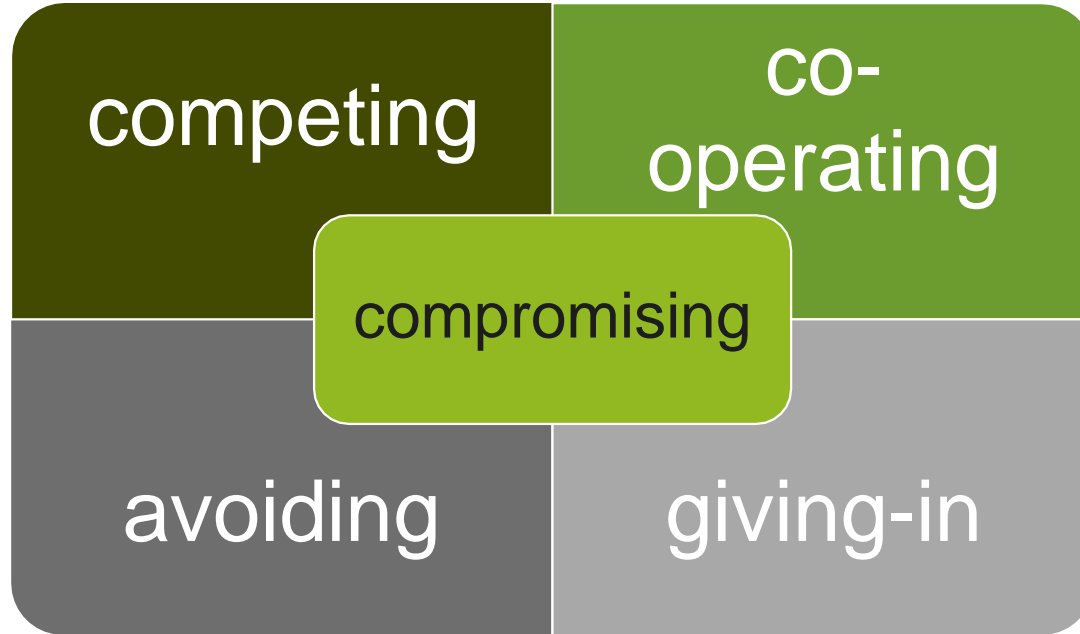 competing
co-
operating
compromising
avoiding
giving-in